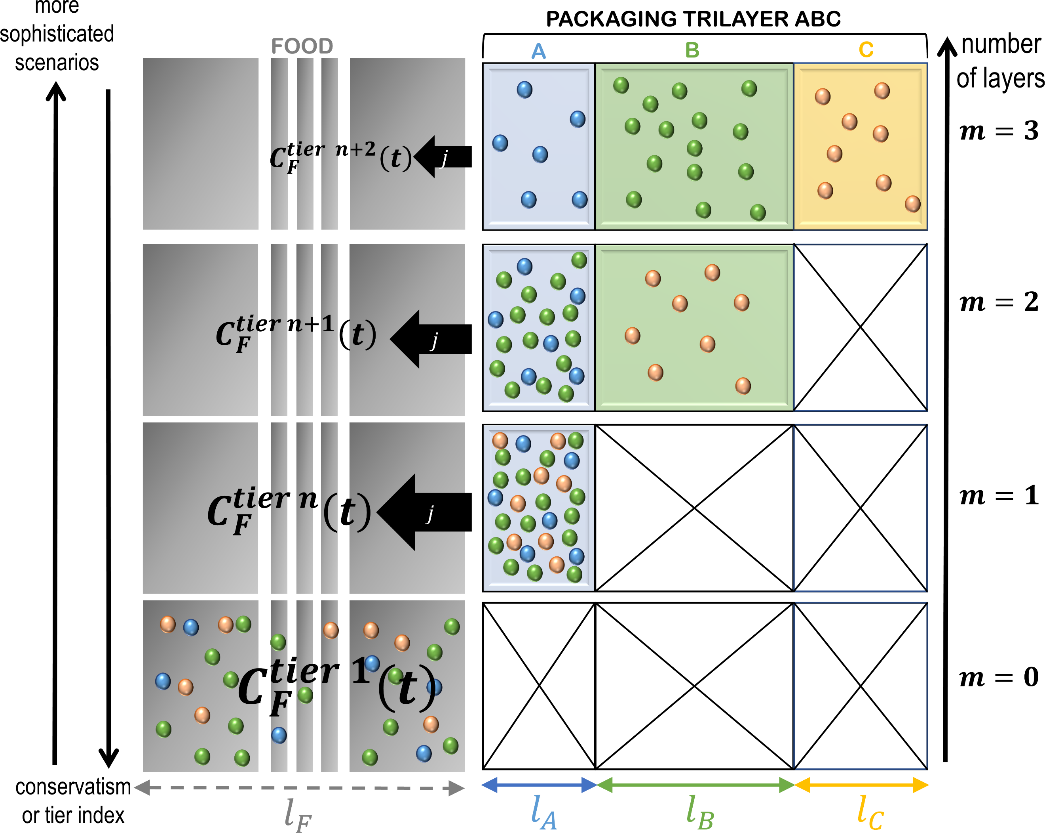 more
sophisticated
scenarios
PACKAGING TRILAYER ABC
FOOD
A
B
C
number
of layers
C_F^{tier n+2}(t)
j
m = 3
C_F^{tier n+1}(t)
j
m = 2
C_F^{tier n}(t)
j
m = 1
C_F^{tier 1}(t)
m = 0
conservatism
or tier index
l_F
l_A
l_B
l_C